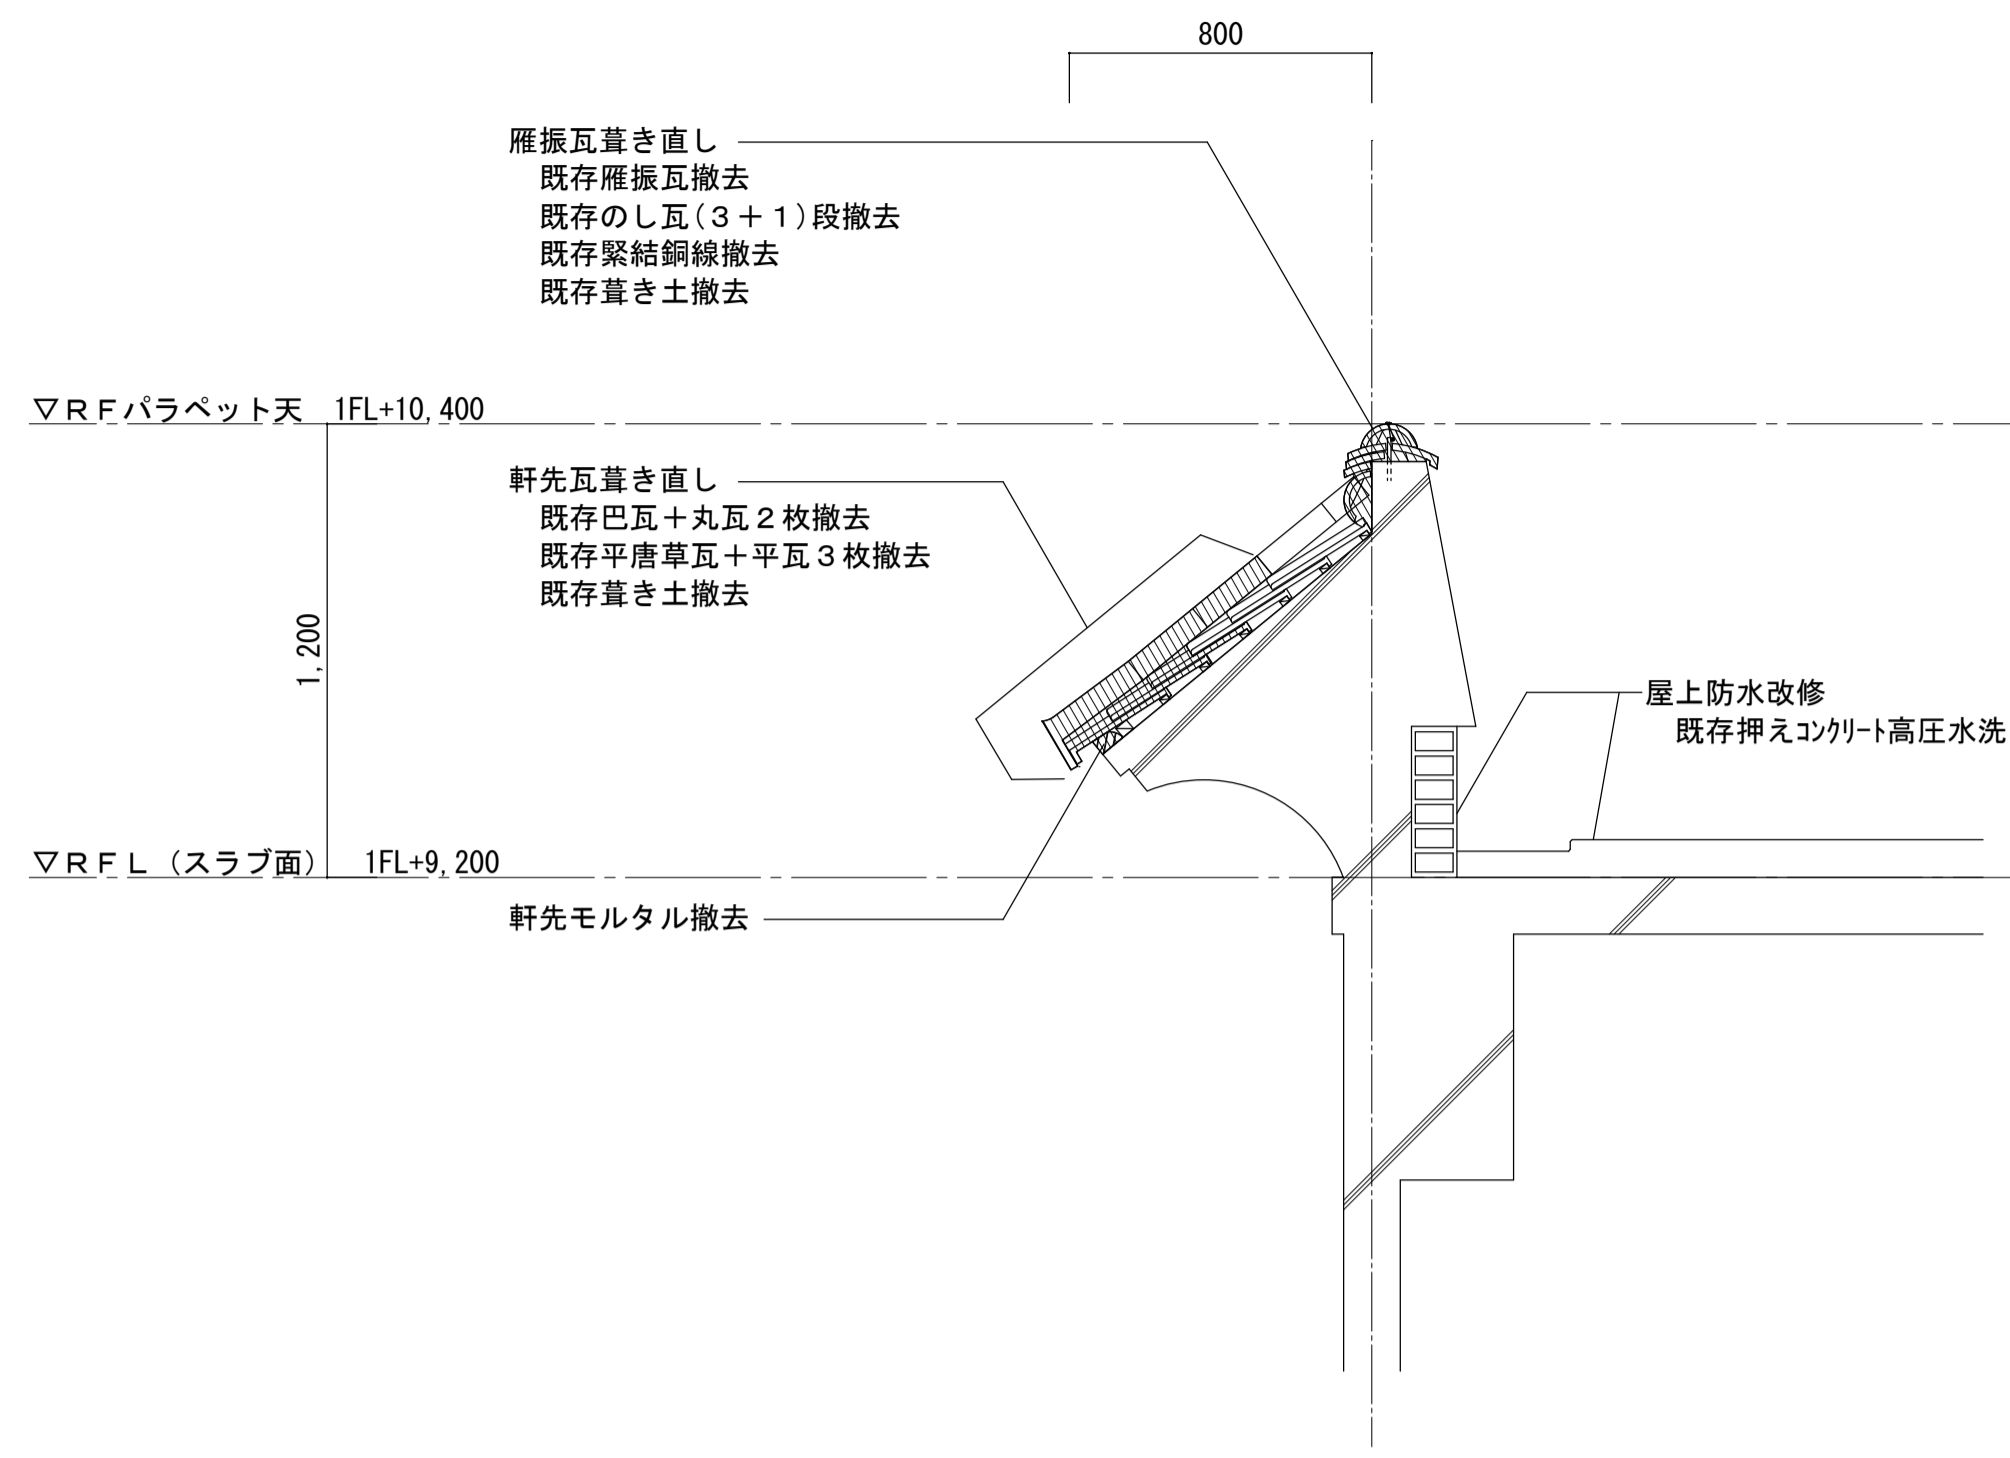 800
雁振瓦葺き直し
既存雁振瓦撤去
既存のし瓦(３＋１)段撤去
既存緊結銅線撤去
既存葺き土撤去
▽ＲＦパラペット天 1FL+10,400
軒先瓦葺き直し
既存巴瓦＋丸瓦２枚撤去
既存平唐草瓦＋平瓦３枚撤去
既存葺き土撤去
1,200
屋上防水改修
既存押えｺﾝｸﾘｰﾄ高圧水洗
▽ＲＦＬ（スラブ面） 1FL+9,200
軒先モルタル撤去